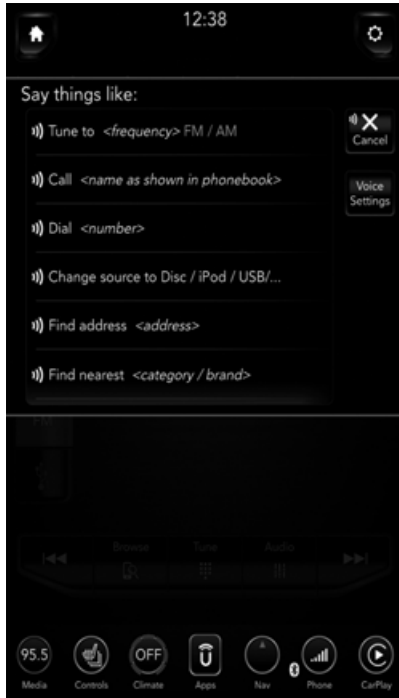 12:38
Say things like:
Tune to <frequency> FM / AM
Cancel
Call <name as shown in phonebook>
Voice
Settings
Dial <number>
Change source to Disc / iPod / USB/...
Find address <address>
Find nearest <category / brand>
FM
Browse Tune Audio
95.5 OFF
Media Controls Climate Apps Nav Phone CarPlay